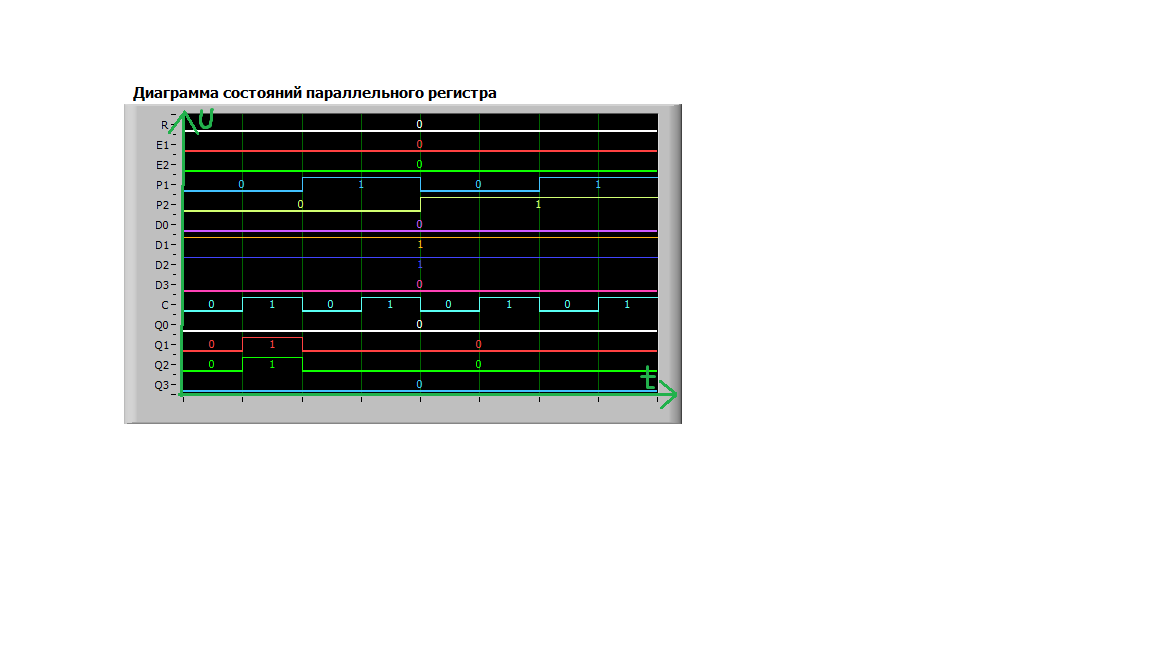 Диаграмма состояний параллельного регистра
U
R 0
E1 0
E2 0
P1 0 1 0 1
P2 0 1
D0 0
D1 1
D2 1
D3 0
C 0 1 0 1 0 1 0 1
Q0 0
Q1 0 1 0
Q2 0 1 0
Q3 0
t